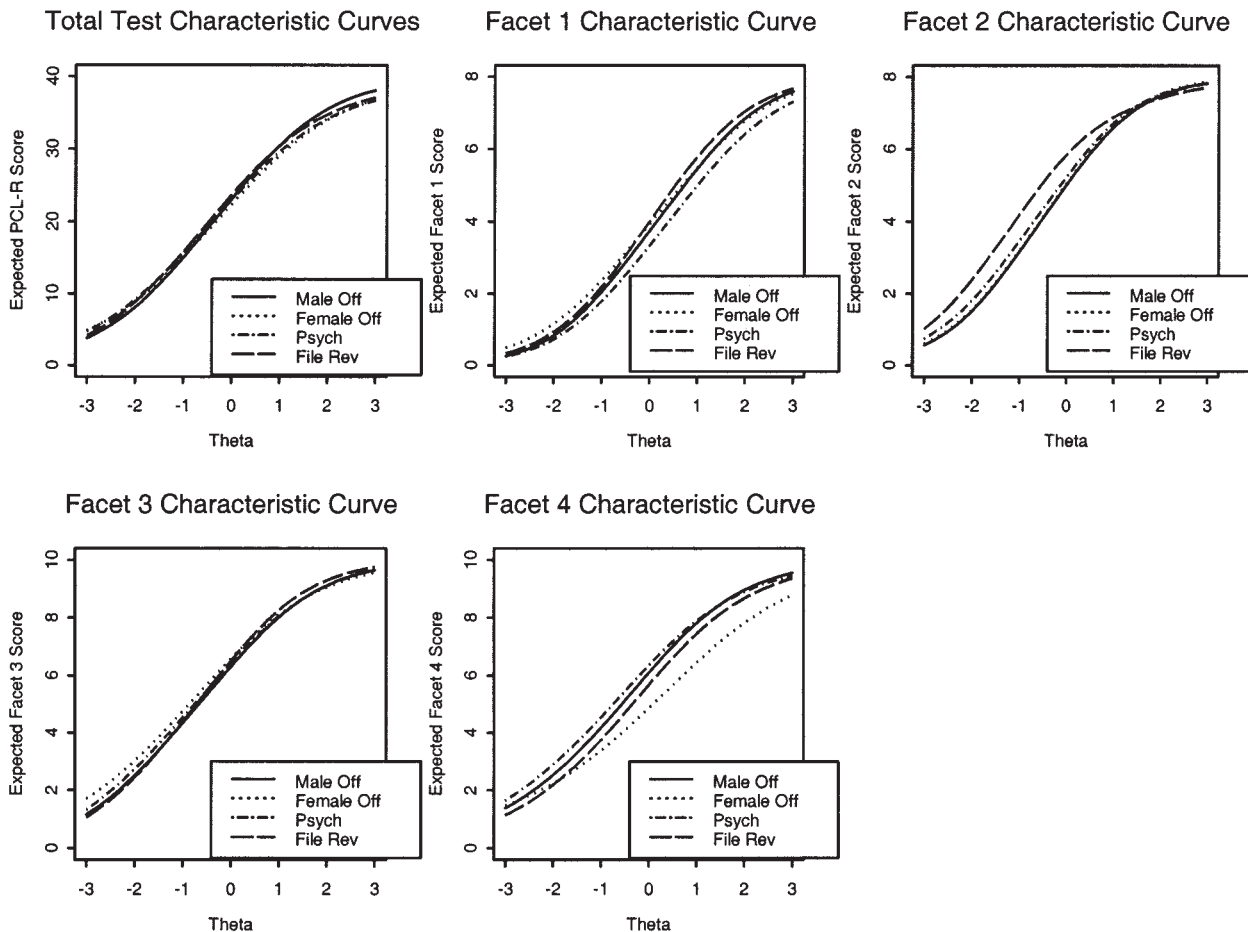 Total Test Characteristic Curves
Expected PCL-R Score
40
30
20
10
0
Male Off
Female Off
Psych
File Rev
-3 -2 -1 0 1 2 3
Theta
Facet 1 Characteristic Curve
Expected Facet 1 Score
8
6
4
2
0
Male Off
Female Off
Psych
File Rev
-3 -2 -1 0 1 2 3
Theta
Facet 2 Characteristic Curve
Expected Facet 2 Score
8
6
4
2
0
Male Off
Female Off
Psych
File Rev
-3 -2 -1 0 1 2 3
Theta
Facet 3 Characteristic Curve
Expected Facet 3 Score
10
8
6
4
2
0
Male Off
Female Off
Psych
File Rev
-3 -2 -1 0 1 2 3
Theta
Facet 4 Characteristic Curve
Expected Facet 4 Score
10
8
6
4
2
0
Male Off
Female Off
Psych
File Rev
-3 -2 -1 0 1 2 3
Theta